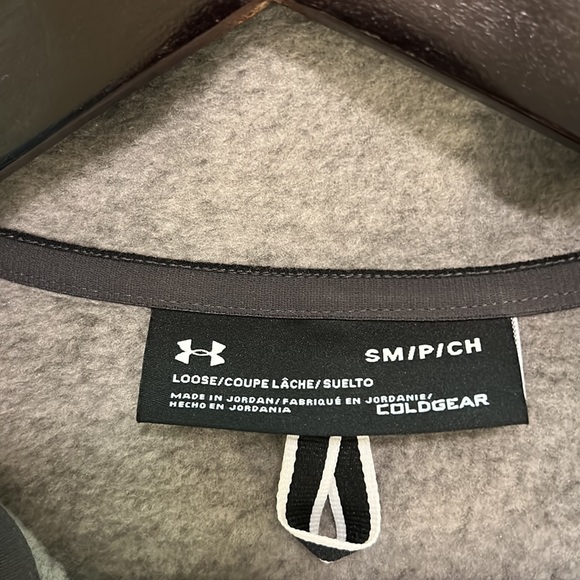 SM/P/CH
LOOSE/COUPE LÂCHE/SUELTO
MADE IN JORDAN/FABRIQUÉ EN JORDANIE/
HECHO EN JORDANIA
COLDGEAR